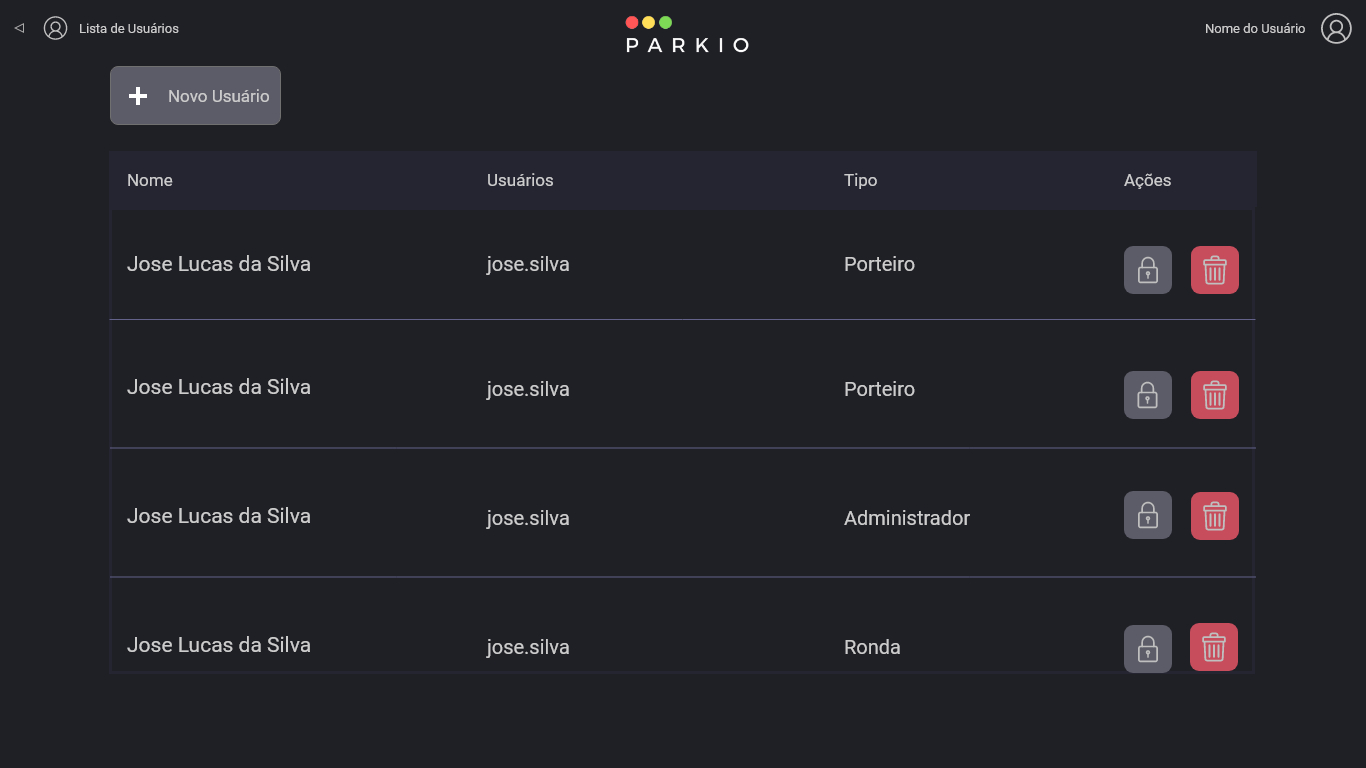 Lista de Usuários
PARKIO
Nome do Usuário
Novo Usuário
Nome Usuários Tipo Ações
Jose Lucas da Silva jose.silva Porteiro
Jose Lucas da Silva jose.silva Porteiro
Jose Lucas da Silva jose.silva Administrador
Jose Lucas da Silva jose.silva Ronda